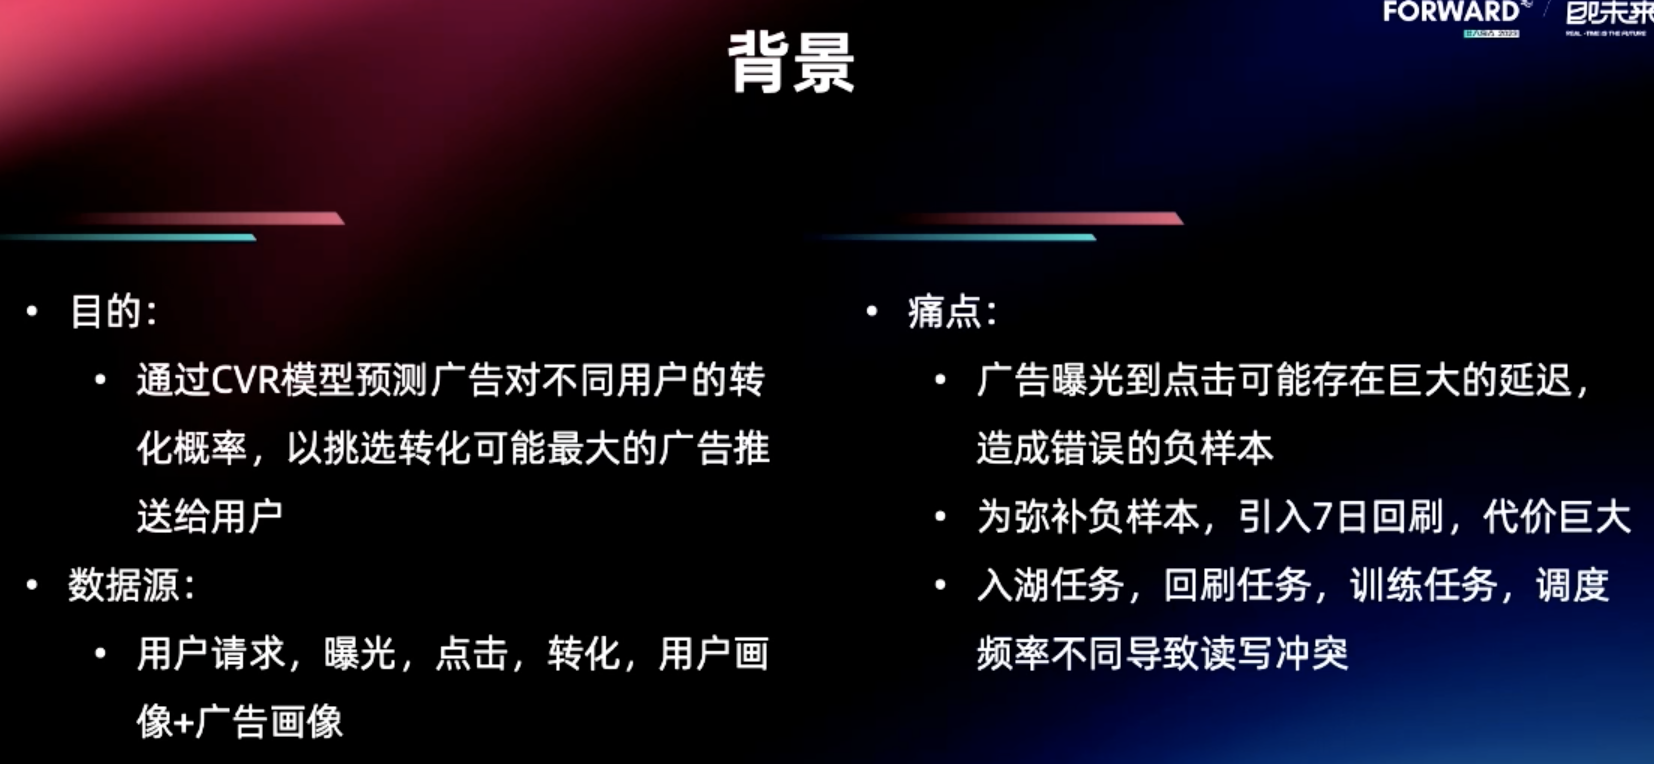 FORWARD
即未来
ASIA 2023
REAL-TIME IS THE FUTURE
背景
• 目的：
• 通过CVR模型预测广告对不同用户的转
化概率，以挑选转化可能最大的广告推
送给用户
• 数据源：
• 用户请求，曝光，点击，转化，用户画
像+广告画像
• 痛点：
• 广告曝光到点击可能存在巨大的延迟，
造成错误的负样本
• 为弥补负样本，引入7日回刷，代价巨大
• 入湖任务，回刷任务，训练任务，调度
频率不同导致读写冲突